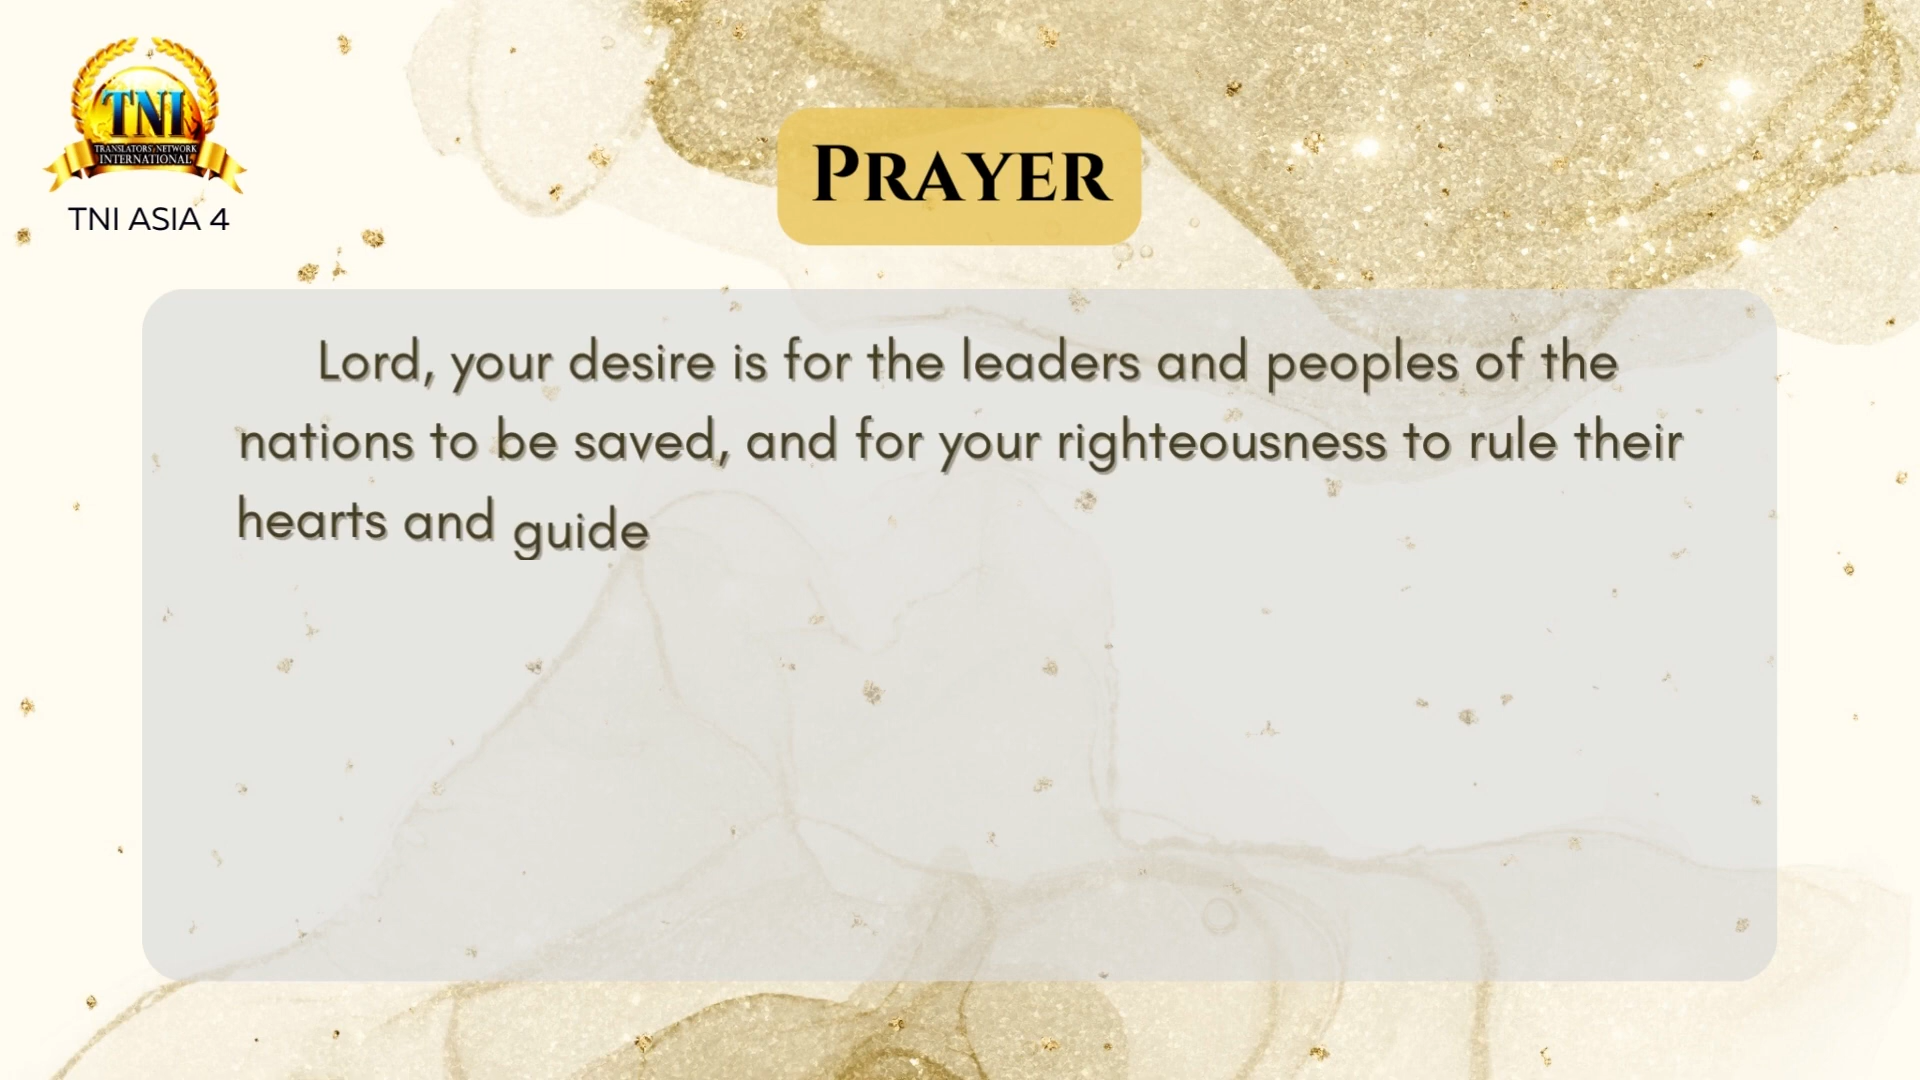 TNI
TRANSLATORS' NETWORK
INTERNATIONAL
TNI ASIA 4
PRAYER
Lord, your desire is for the leaders and peoples of the
nations to be saved, and for your righteousness to rule their
hearts and guide